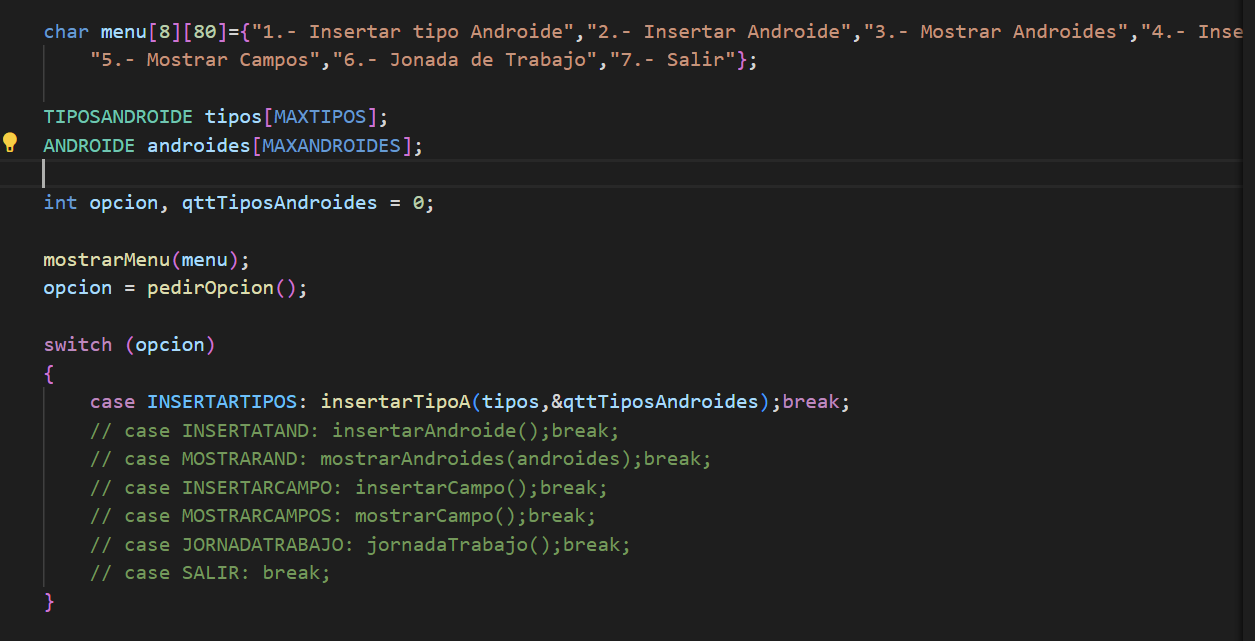 char menu[8][80]={"1.- Insertar tipo Androide","2.- Insertar Androide","3.- Mostrar Androides","4.- Inse
"5.- Mostrar Campos","6.- Jonada de Trabajo","7.- Salir"};
TIPOSANDROIDE tipos[MAXTIPOS];
ANDROIDE androides[MAXANDROIDES];
int opcion, qttTiposAndroides = 0;
mostrarMenu(menu);
opcion = pedirOpcion();
switch (opcion)
{
case INSERTARTIPOS: insertarTipoA(tipos,&qttTiposAndroides);break;
// case INSERTATAND: insertarAndroide();break;
// case MOSTRARAND: mostrarAndroides(androides);break;
// case INSERTARCAMPO: insertarCampo();break;
// case MOSTRARCAMPOS: mostrarCampo();break;
// case JORNADATRABAJO: jornadaTrabajo();break;
// case SALIR: break;
}